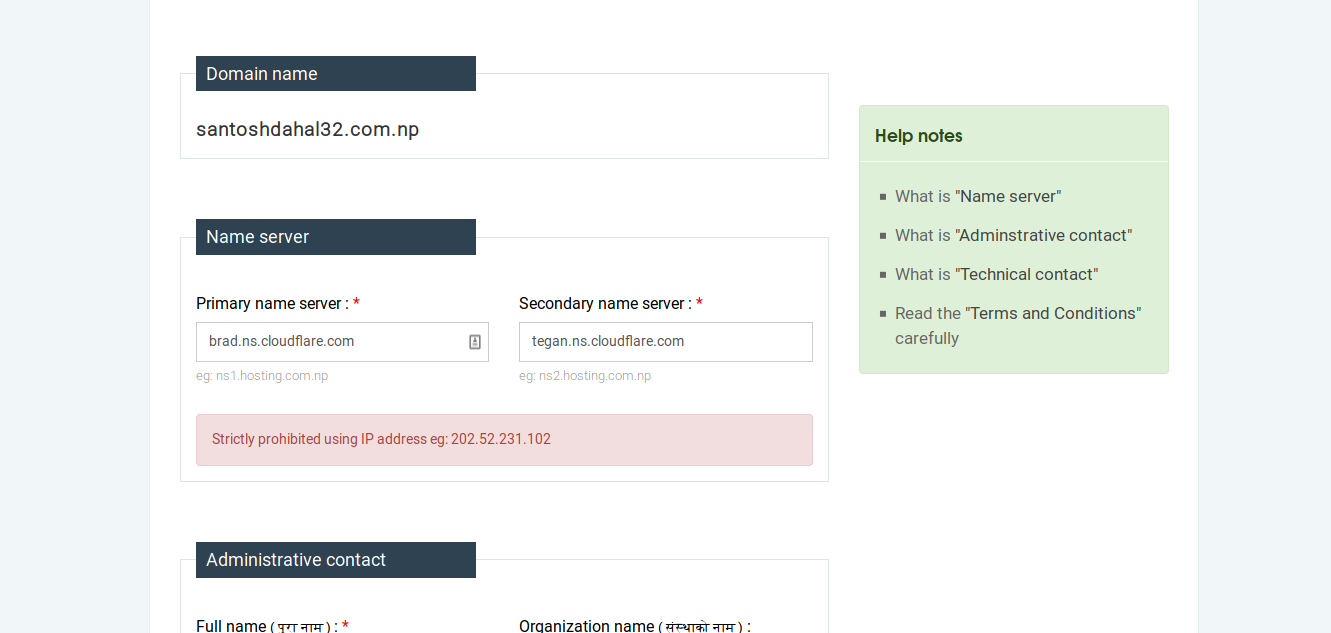 Domain name
santoshdahal32.com.np
Name server
Primary name server : *
Secondary name server : *
brad.ns.cloudflare.com
tegan.ns.cloudflare.com
eg: ns1.hosting.com.np
eg: ns2.hosting.com.np
Strictly prohibited using IP address eg: 202.52.231.102
Administrative contact
Full name ( पुरा नाम ) : *
Organization name ( संस्थाको नाम ) :
Help notes
What is "Name server"
What is "Adminstrative contact"
What is "Technical contact"
Read the "Terms and Conditions"
carefully